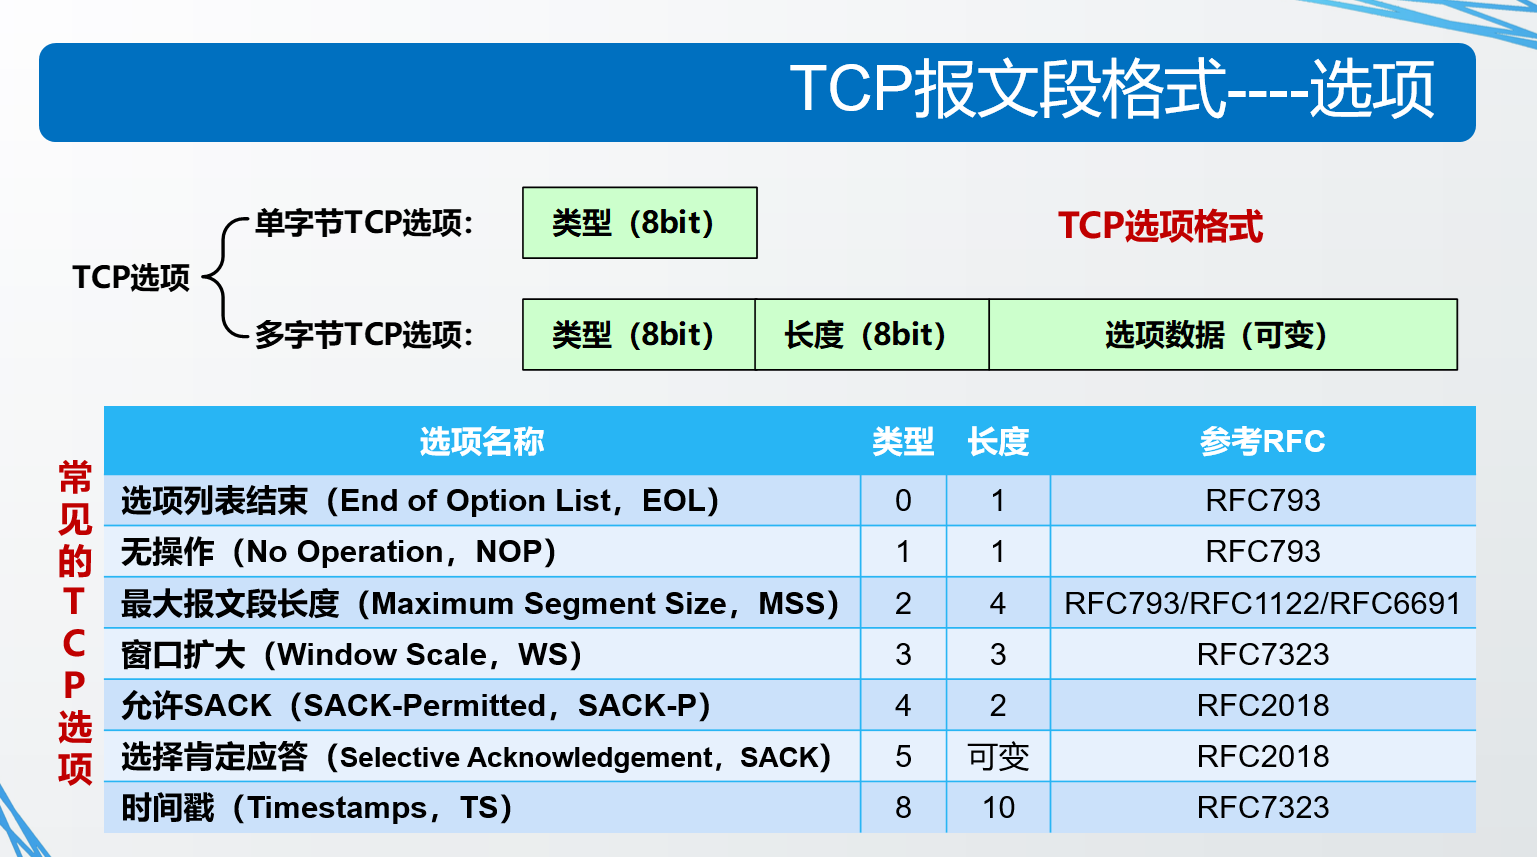 TCP报文段格式----选项
单字节TCP选项：
类型（8bit）
TCP选项格式
TCP选项
多字节TCP选项：
类型（8bit）
长度（8bit）
选项数据（可变）
常见的TCP选项
选项名称 类型 长度 参考RFC
选项列表结束（End of Option List，EOL） 0 1 RFC793
无操作（No Operation，NOP） 1 1 RFC793
最大报文段长度（Maximum Segment Size，MSS） 2 4 RFC793/RFC1122/RFC6691
窗口扩大（Window Scale，WS） 3 3 RFC7323
允许SACK（SACK-Permitted，SACK-P） 4 2 RFC2018
选择肯定应答（Selective Acknowledgement，SACK） 5 可变 RFC2018
时间戳（Timestamps，TS） 8 10 RFC7323